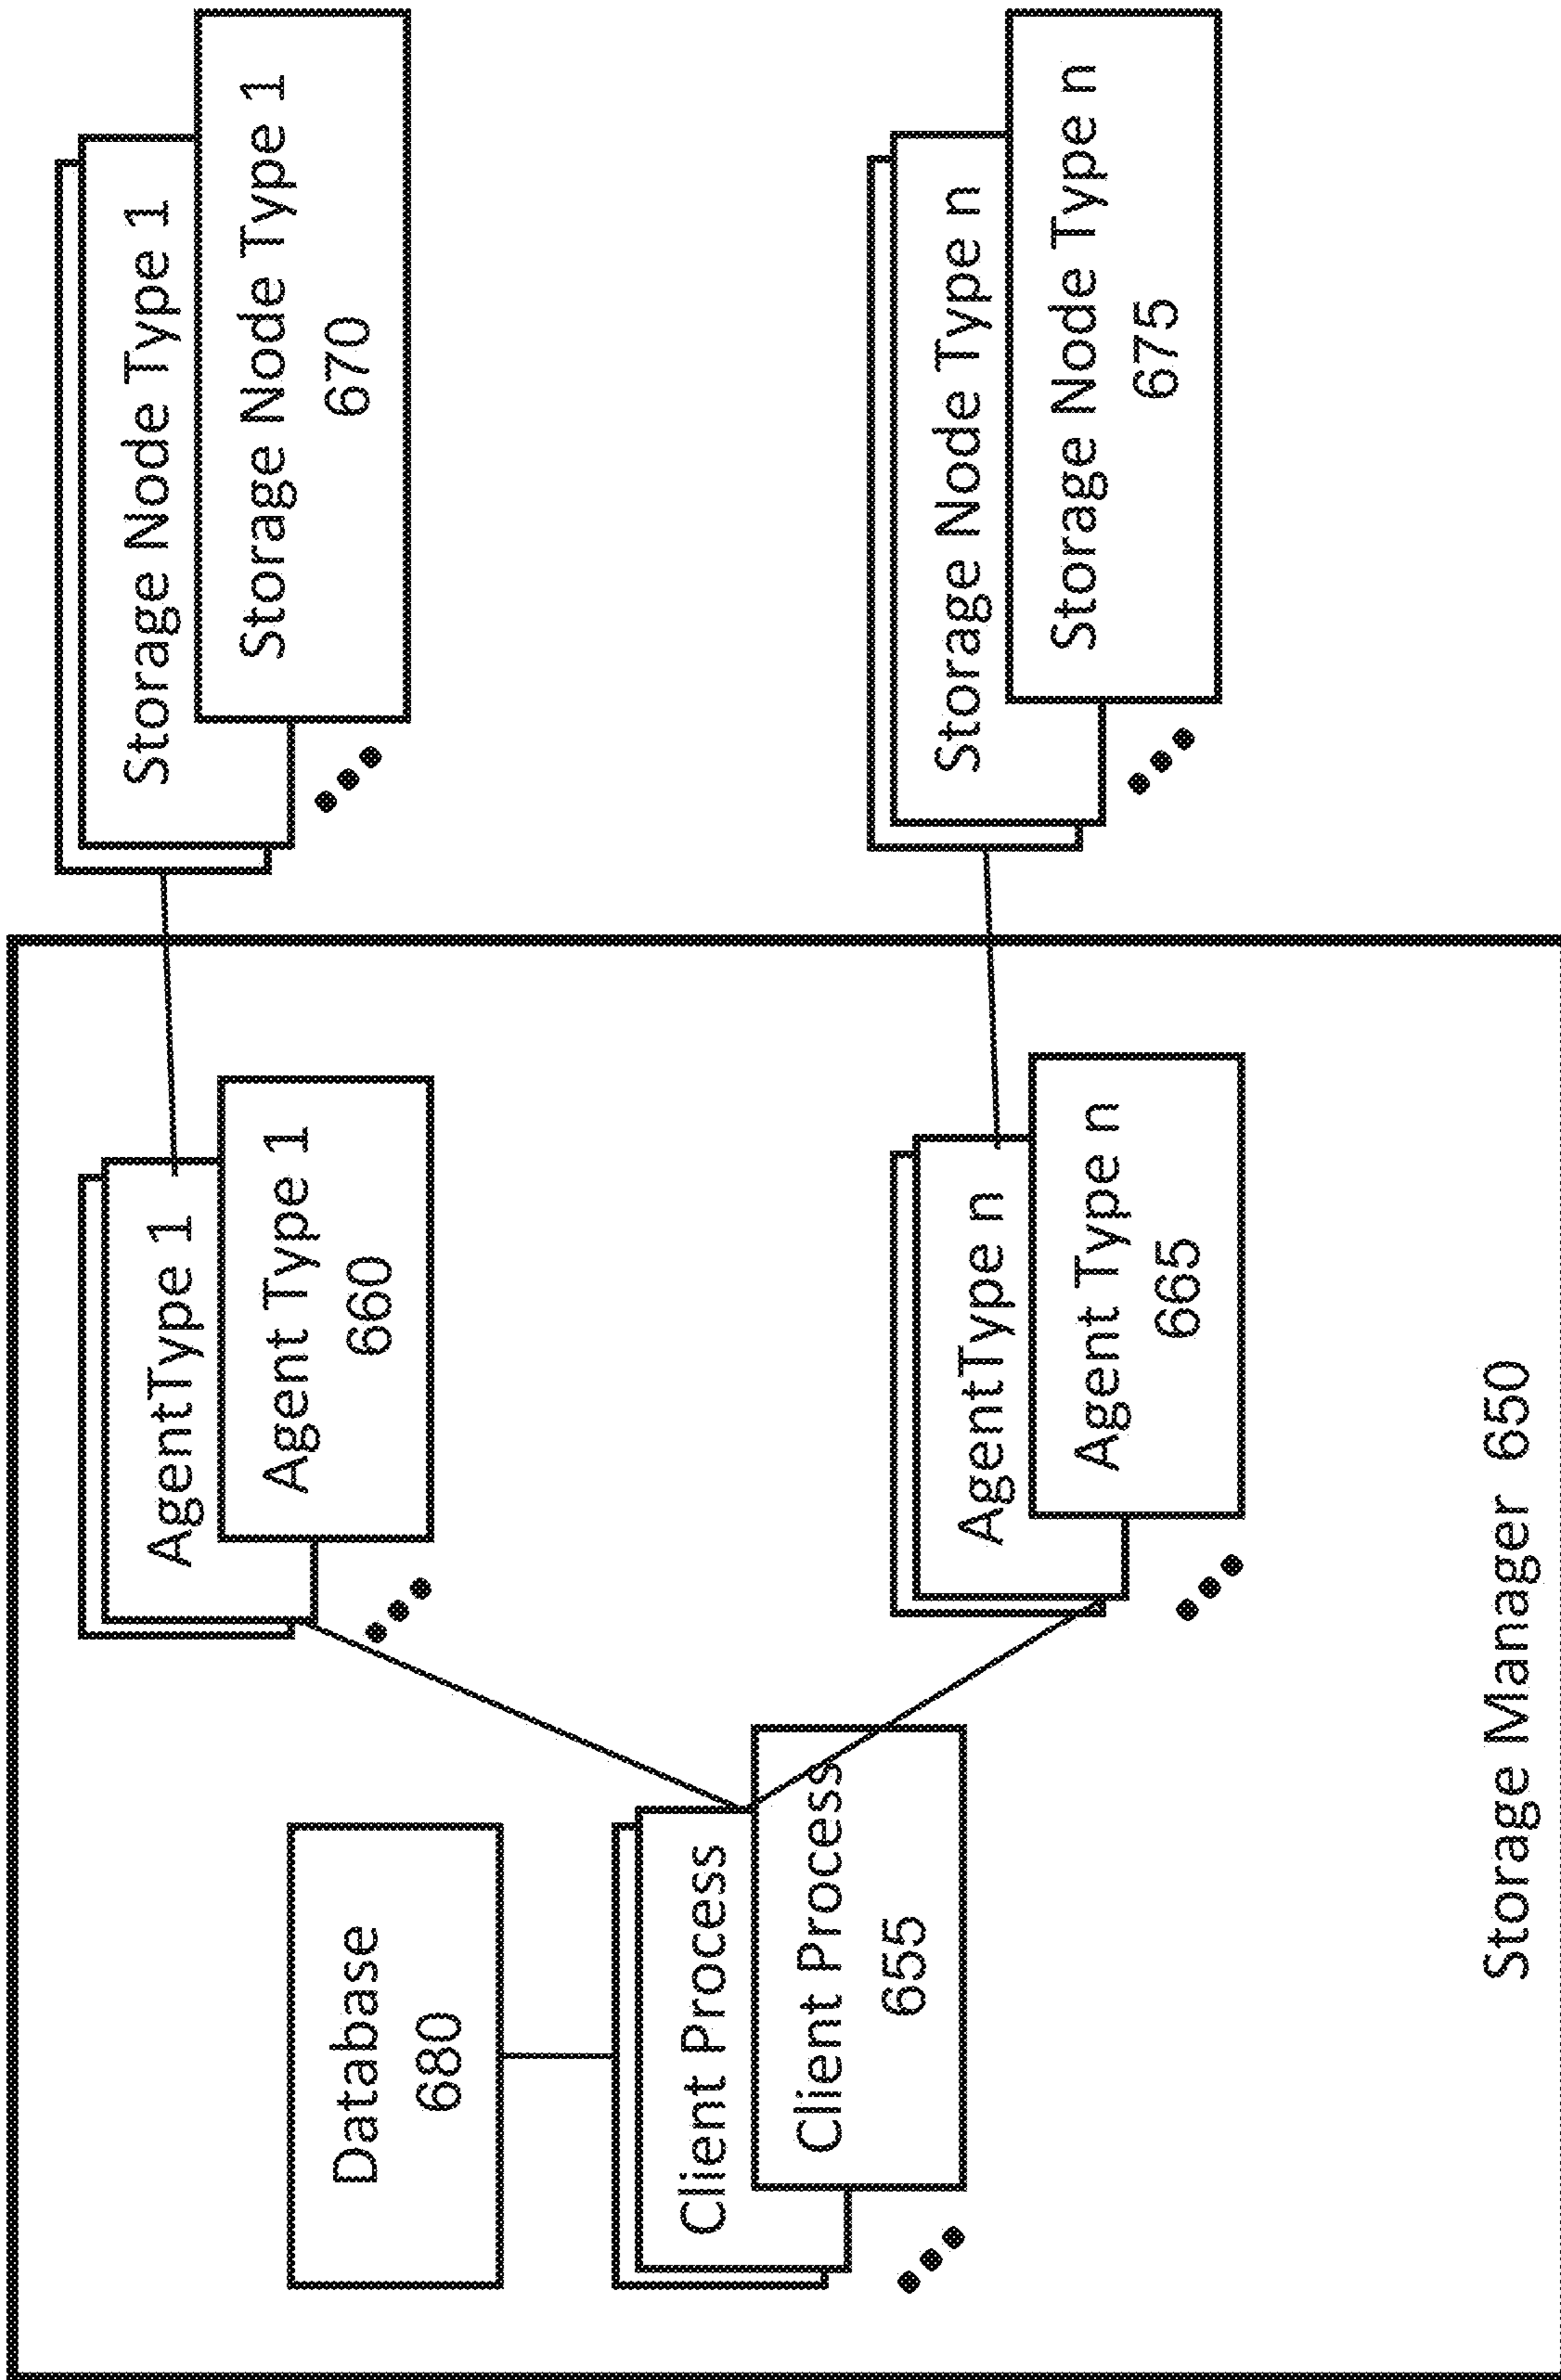 Database
680
Client Process
Client Process
655
AgentType 1
Agent Type 1
660
AgentType n
Agent Type n
665
Storage Manager 650
Storage Node Type 1
Storage Node Type 1
670
Storage Node Type n
Storage Node Type n
675